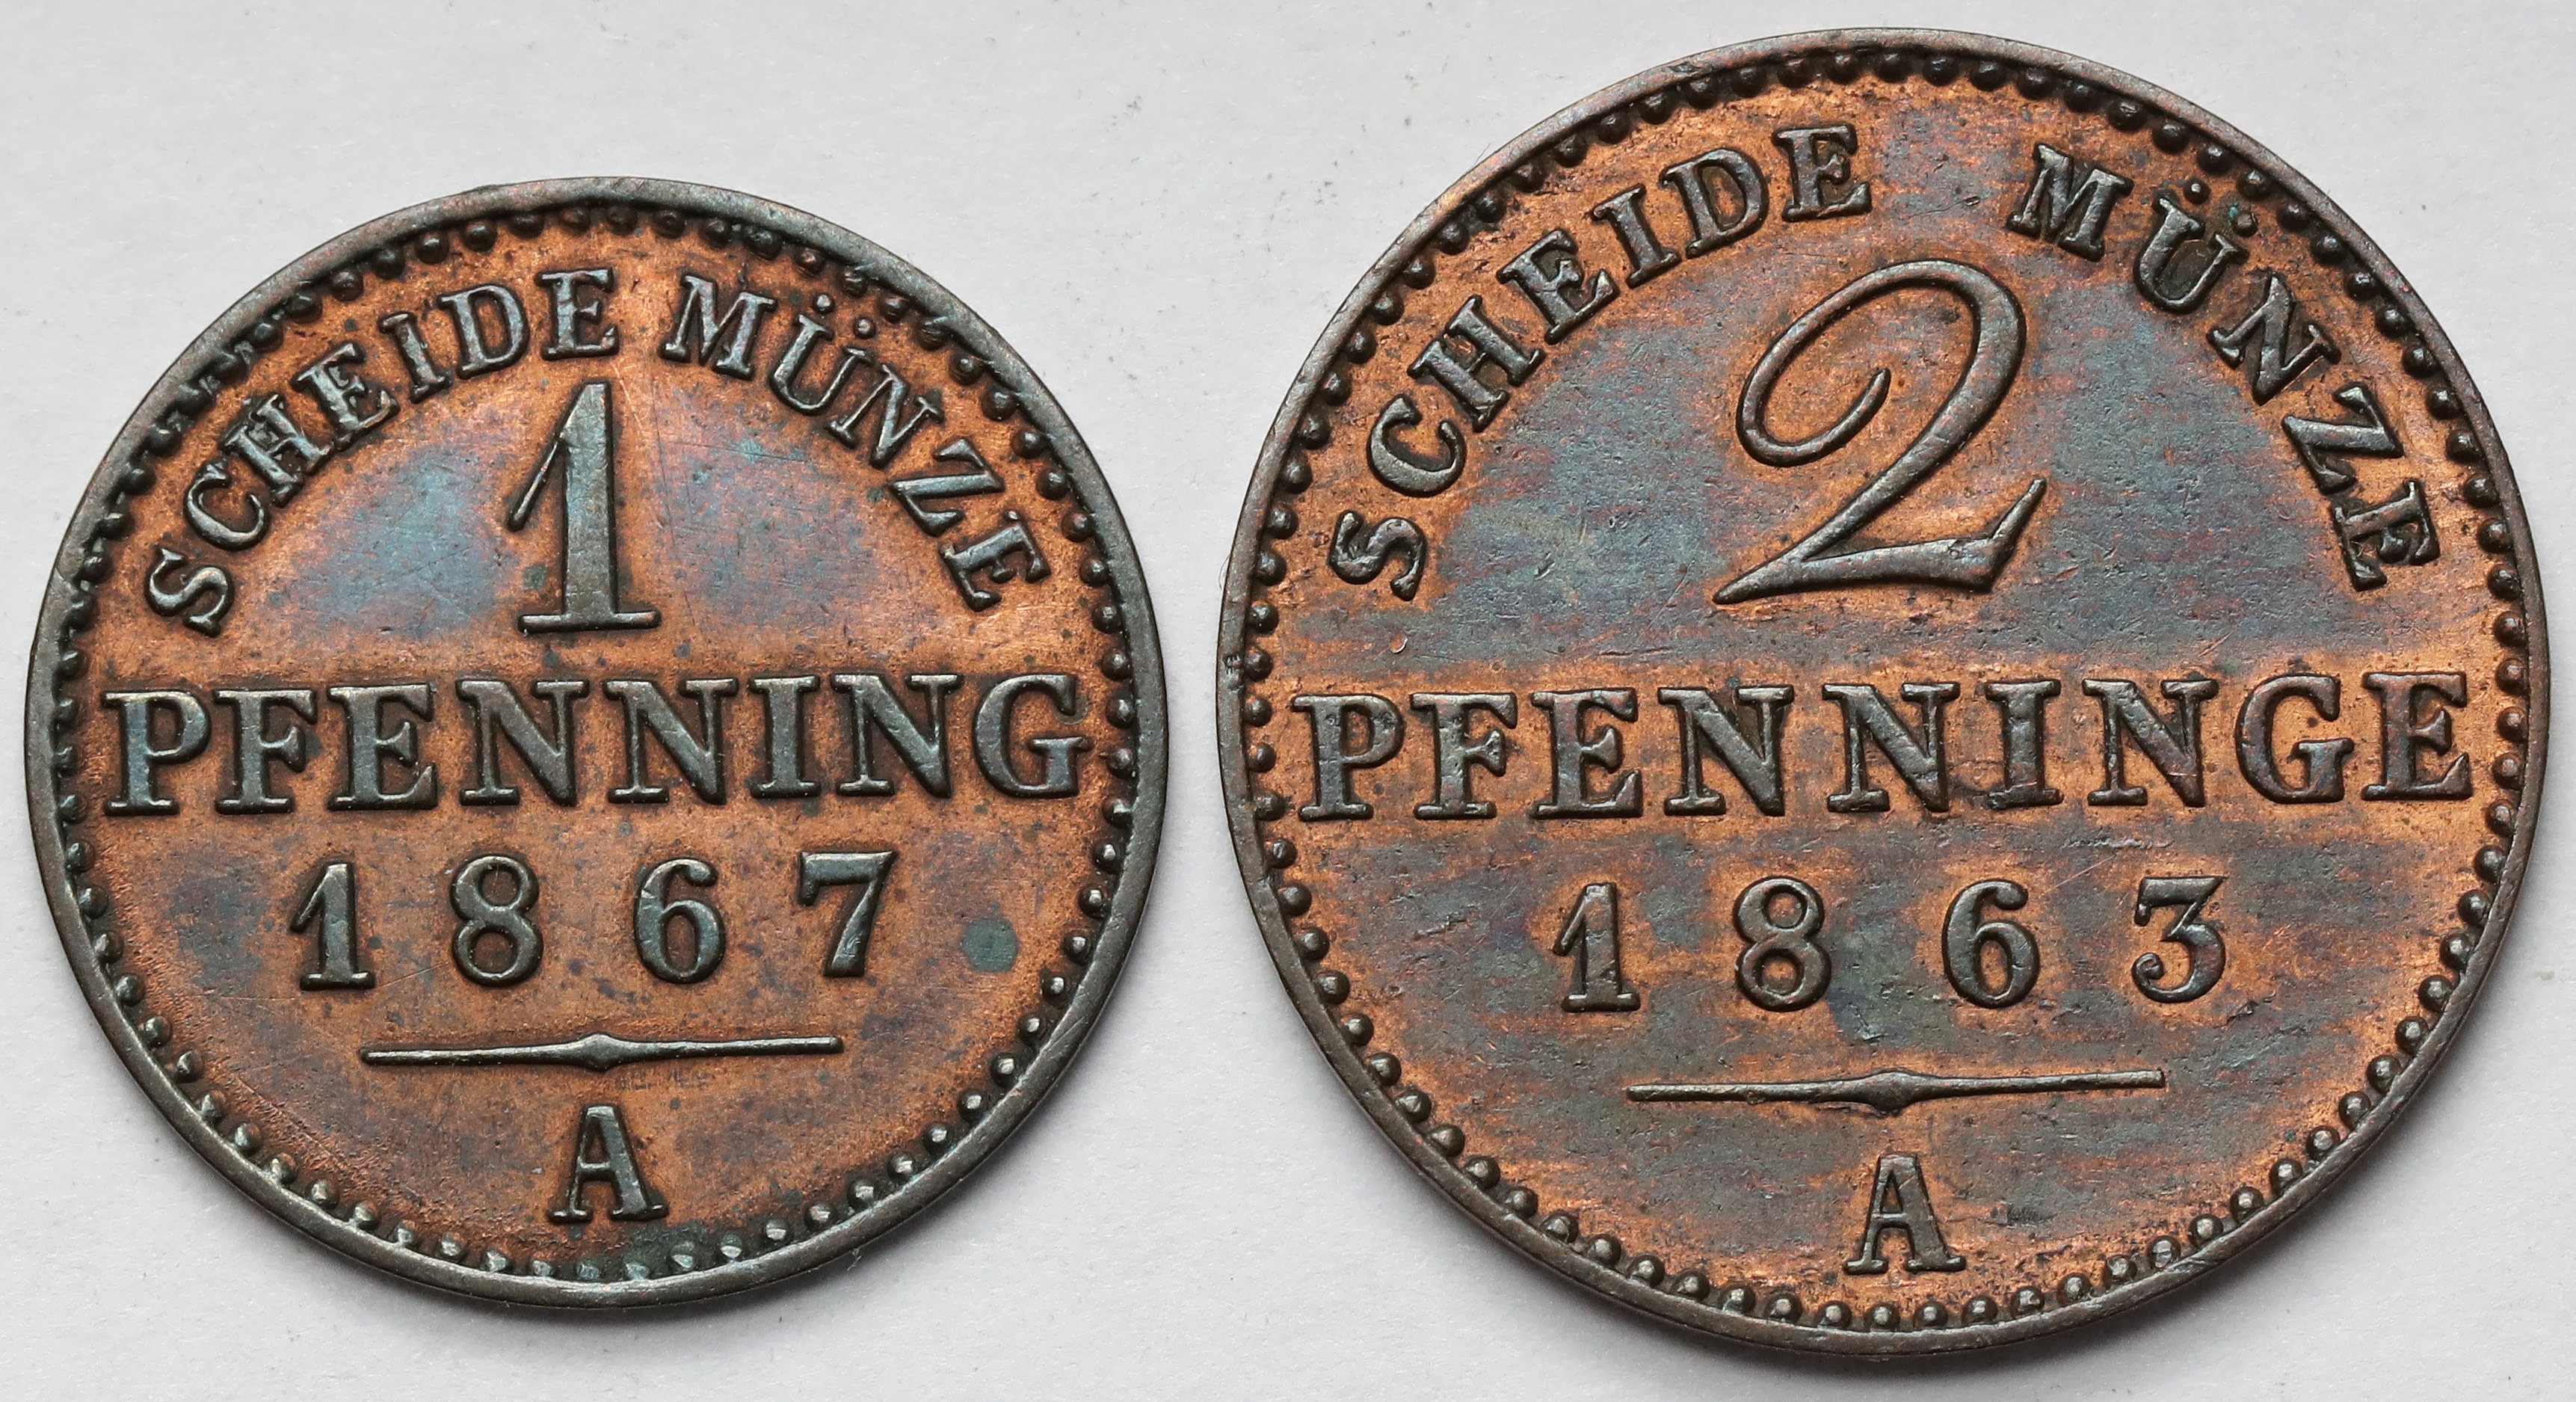 SCHEIDE MÜNZE
1
PFENNING
1867
A
SCHEIDE MÜNZE
2
PFENNINGE
1863
A